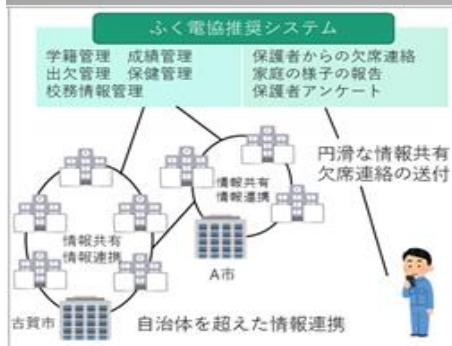 ふく電協推奨システム
学籍管理 成績管理
出欠管理 保健管理
校務情報管理
保護者からの欠席連絡
家庭の様子の報告
保護者アンケート
円滑な情報共有
欠席連絡の送付
情報共有
情報連携
情報共有
情報連携
A市
古賀市
自治体を超えた情報連携